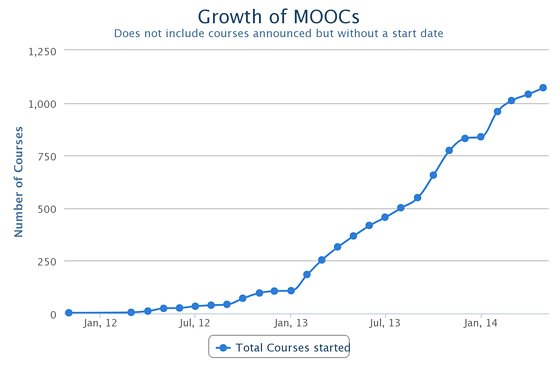 Growth of MOOCs
Does not include courses announced but without a start date
1,250
1,000
750
500
250
0
Number of Courses
Jan, 12
Jul, 12
Jan, 13
Jul, 13
Jan, 14
Total Courses started